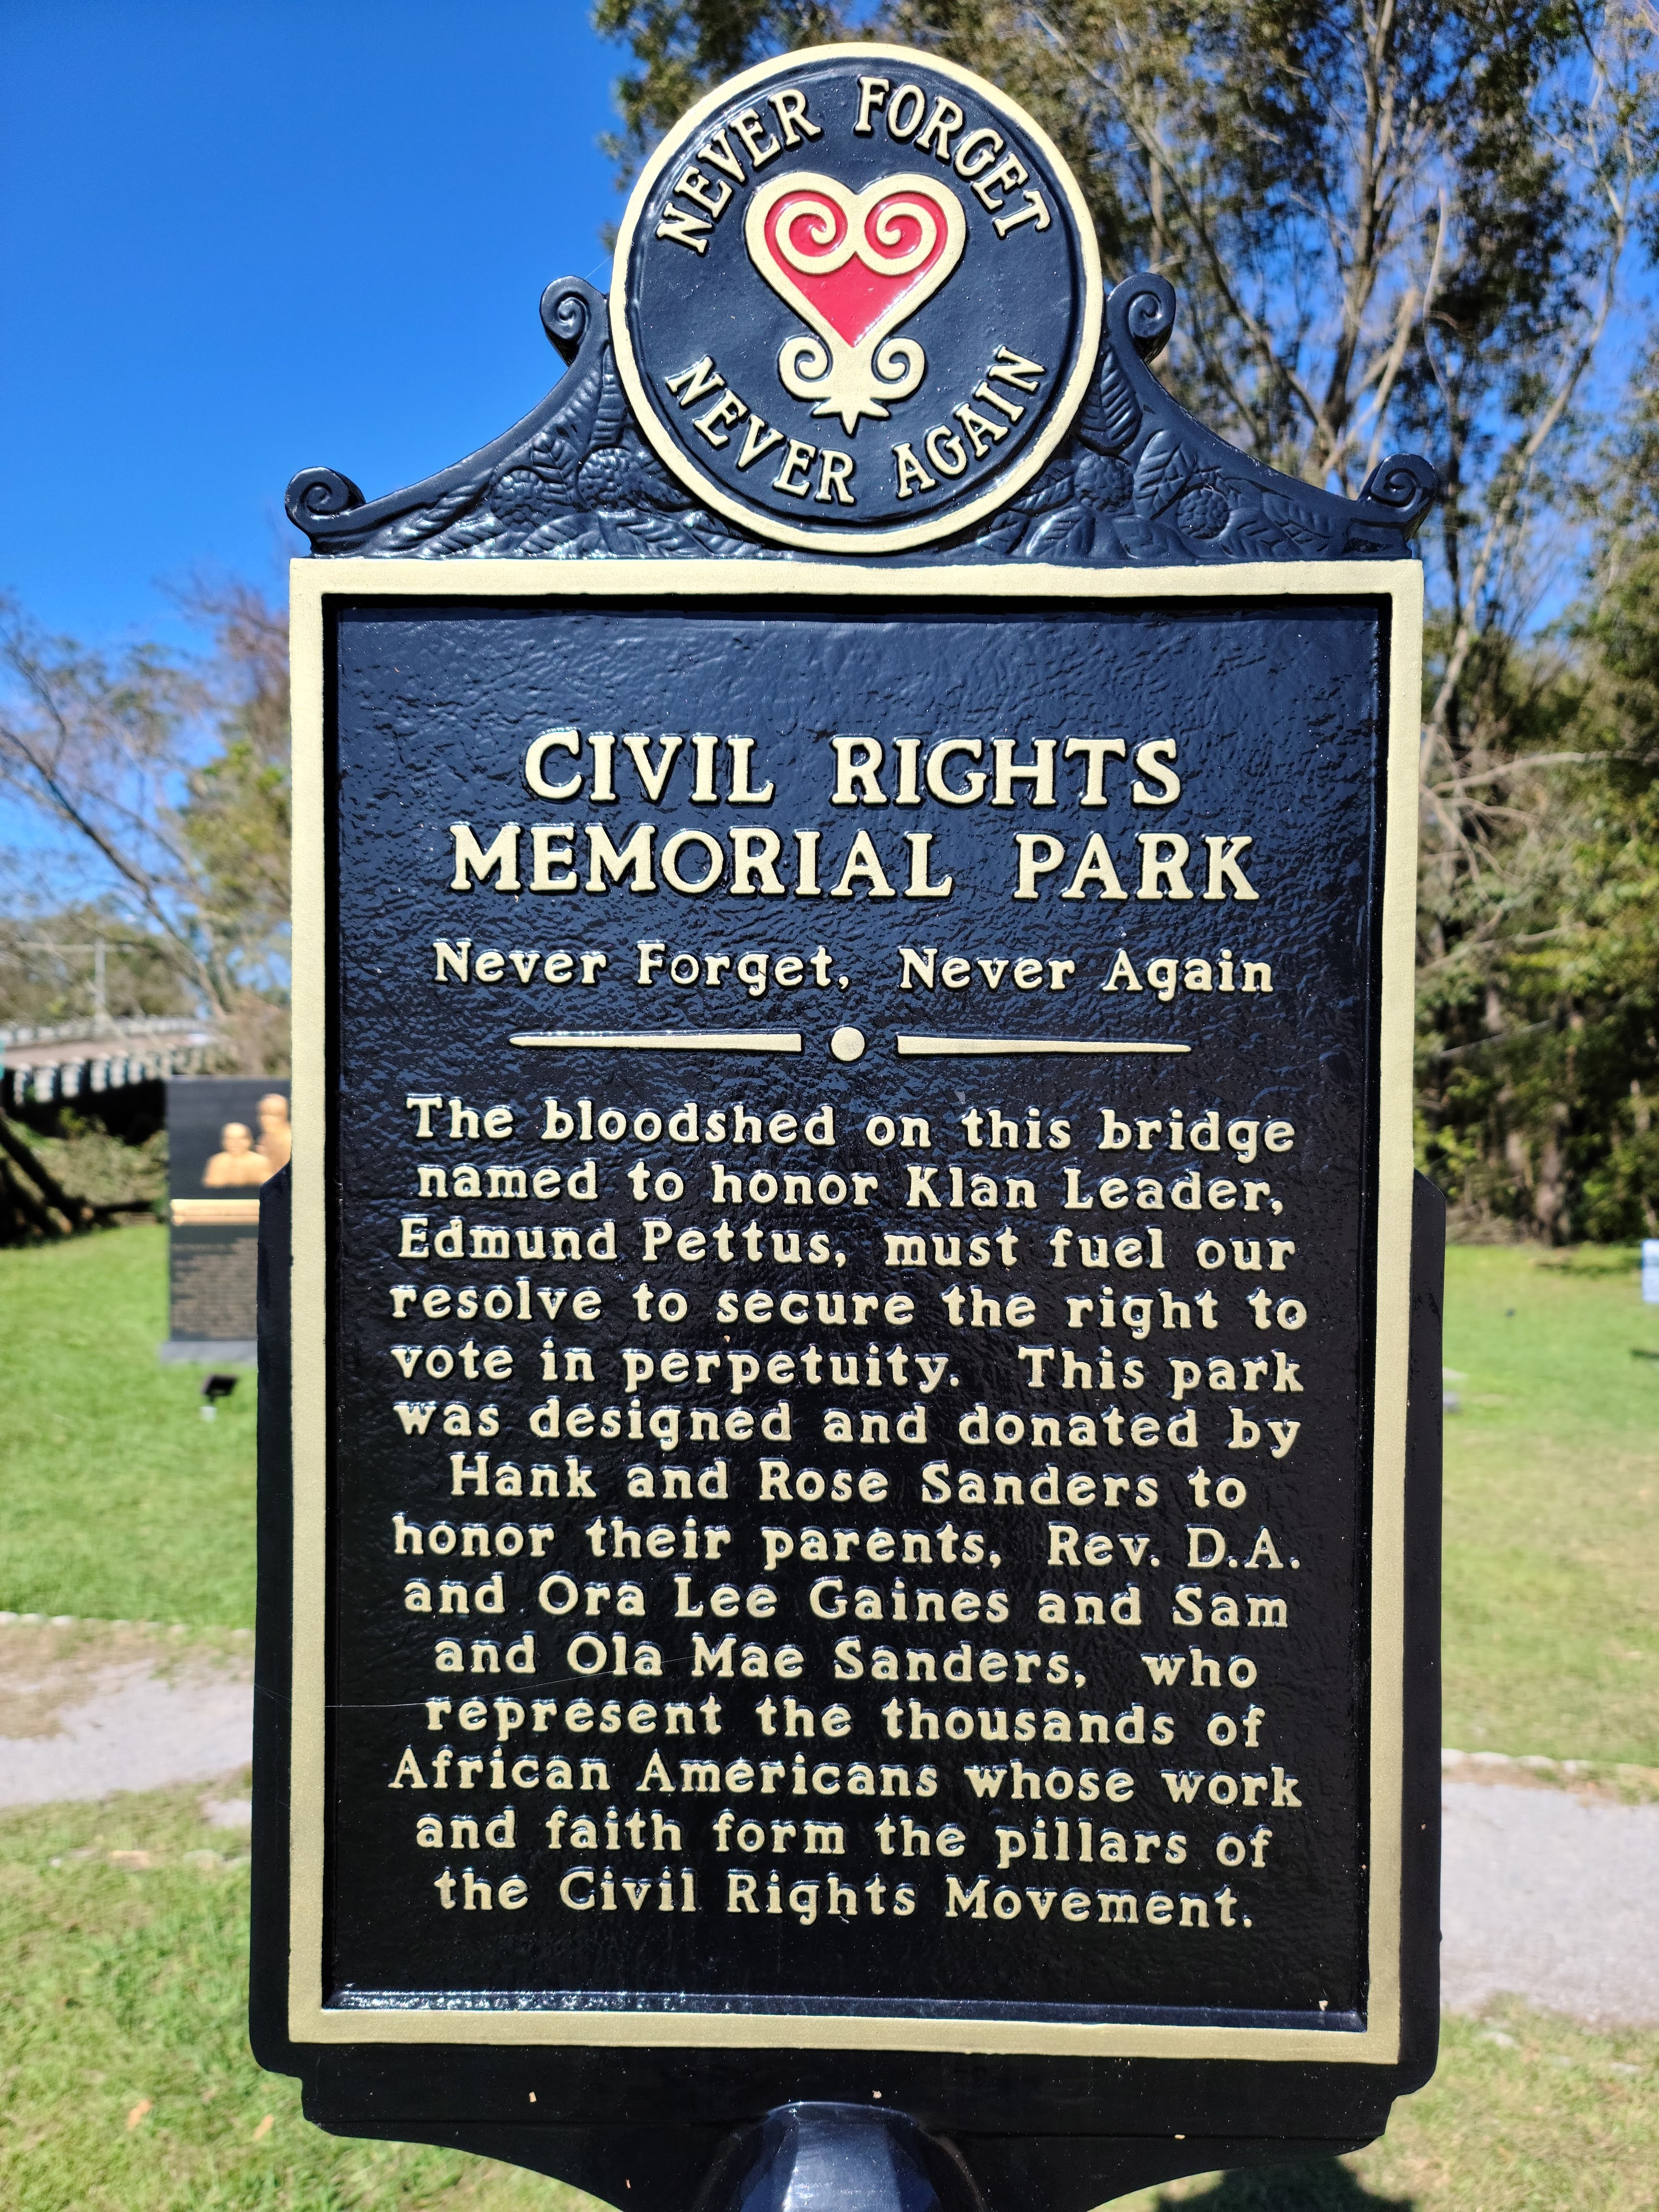 NEVER FORGET
NEVER AGAIN
CIVIL RIGHTS
MEMORIAL PARK
Never Forget, Never Again
The bloodshed on this bridge
named to honor Klan Leader,
Edmund Pettus, must fuel our
resolve to secure the right to
vote in perpetuity. This park
was designed and donated by
Hank and Rose Sanders to
honor their parents, Rev. D.A.
and Ora Lee Gaines and Sam
and Ola Mae Sanders, who
represent the thousands of
African Americans whose work
and faith form the pillars of
the Civil Rights Movement.